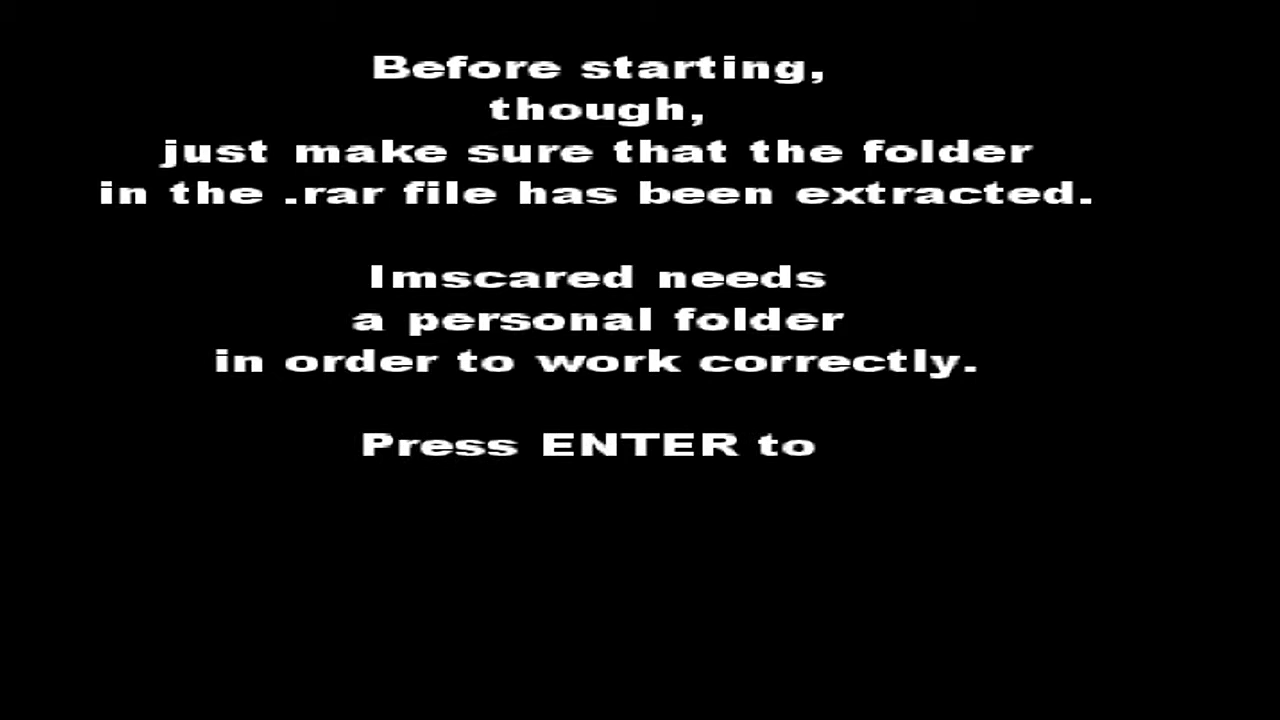 Before starting,
though,
just make sure that the folder
in the .rar file has been extracted.
Imscared needs
a personal folder
in order to work correctly.
Press ENTER to